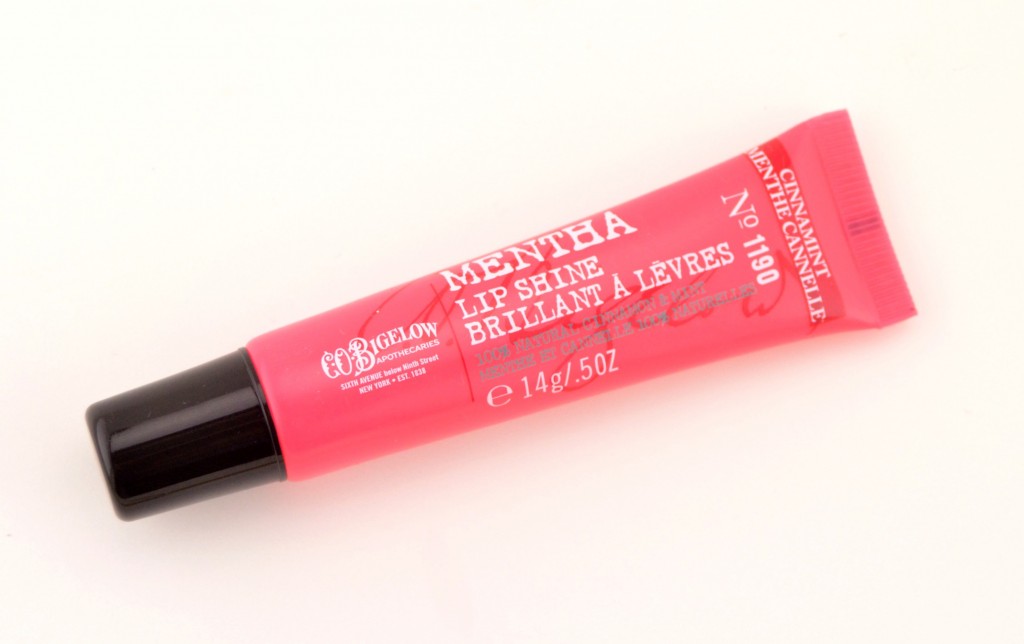 C.O. BIGELOW
APOTHECARIES
SIXTH AVENUE below Ninth Street
NEW YORK • EST. 1838
MENTHA
LIP SHINE
BRILLANT À LÈVRES
100% NATURAL CINNAMON & MINT
MENTHE ET CANNELLE 100% NATURELLES
e 14g/.5OZ
Nº 1190
CINNAMINT
MENTHE CANNELLE